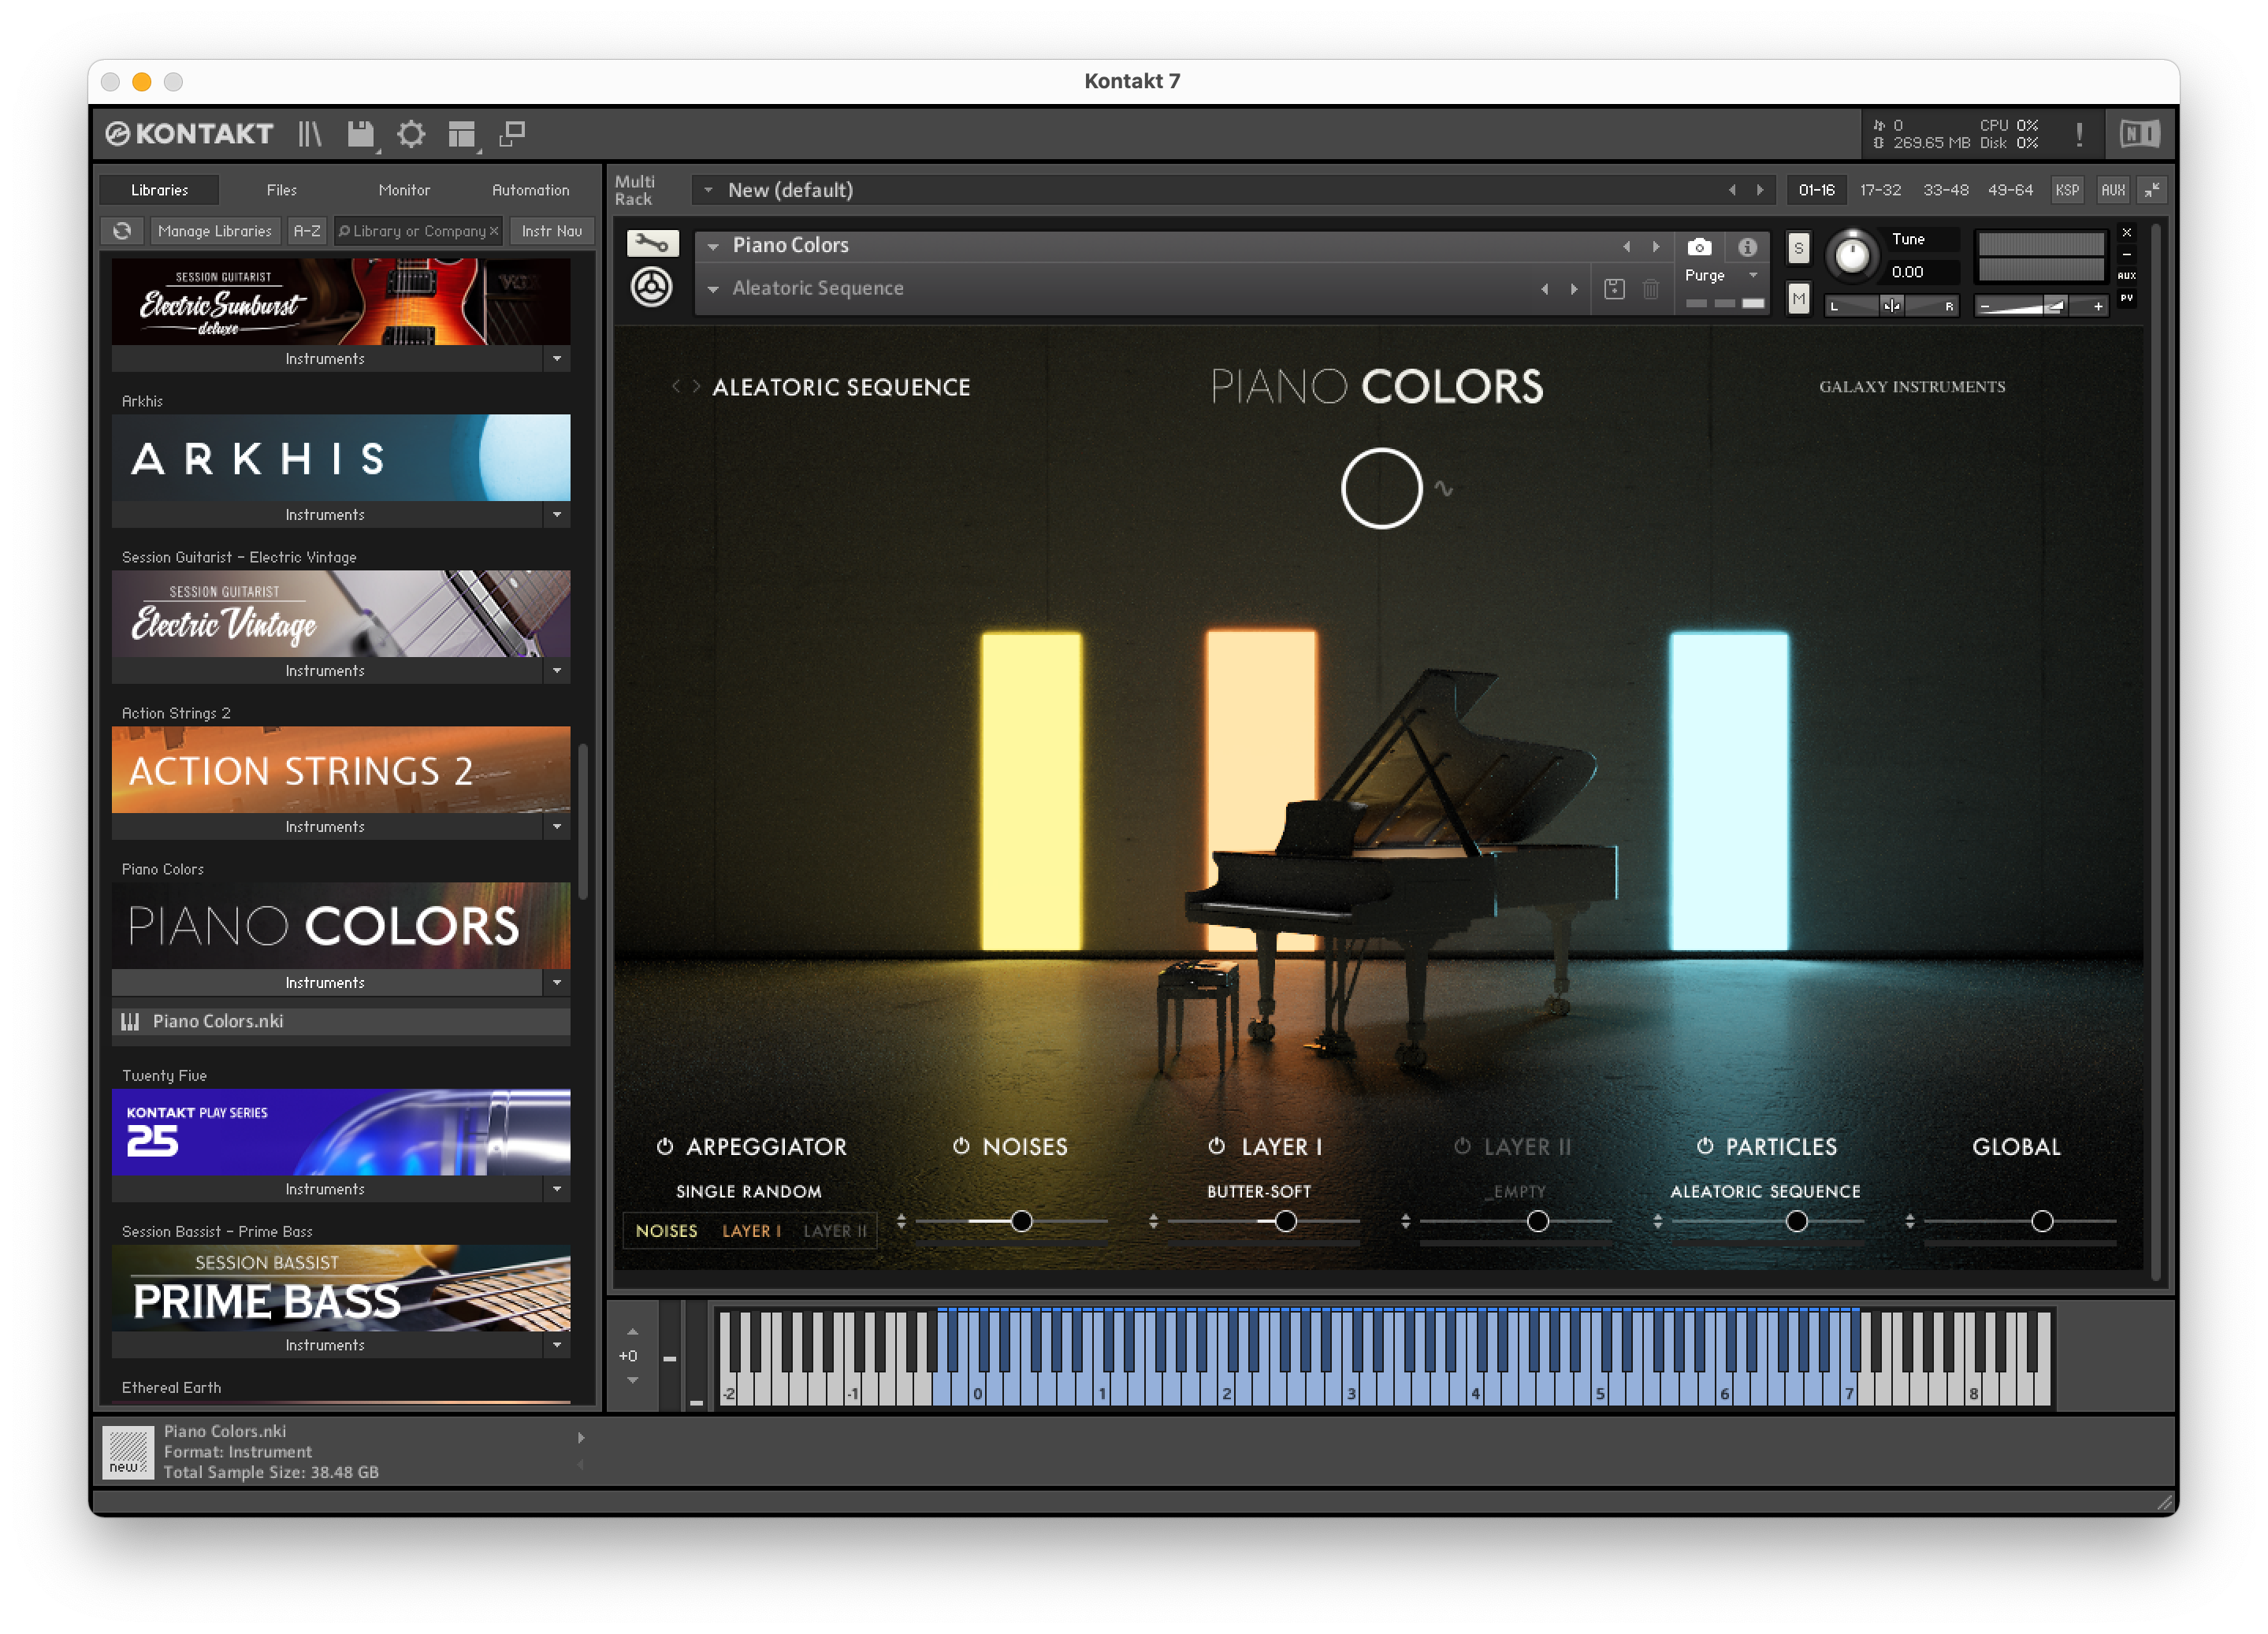 Kontakt 7
KONTAKT
0 CPU 0%
269.65 MB Disk 0%
!
NI
Libraries Files Monitor Automation
Manage Libraries A-Z Library or Company × Instr Nav
SESSION GUITARIST
Electric Sunburst
deluxe
Instruments
Arkhis
ARKHIS
Instruments
Session Guitarist - Electric Vintage
SESSION GUITARIST
Electric Vintage
Instruments
Action Strings 2
ACTION STRINGS 2
Instruments
Piano Colors
PIANO COLORS
Instruments
Piano Colors.nki
Twenty Five
KONTAKT PLAY SERIES
25
Instruments
Session Bassist - Prime Bass
SESSION BASSIST
PRIME BASS
Instruments
Ethereal Earth
Multi
Rack
New (default)
01-16 17-32 33-48 49-64 KSP AUX
Piano Colors
Aleatoric Sequence
Purge
S
M
Tune
0.00
L R
- +
×
-
AUX
PV
< > ALEATORIC SEQUENCE
PIANO COLORS
GALAXY INSTRUMENTS
ARPEGGIATOR NOISES LAYER I LAYER II PARTICLES GLOBAL
SINGLE RANDOM BUTTER-SOFT _EMPTY ALEATORIC SEQUENCE
NOISES LAYER I LAYER II
+0
-2 -1 0 1 2 3 4 5 6 7 8
new
Piano Colors.nki
Format: Instrument
Total Sample Size: 38.48 GB